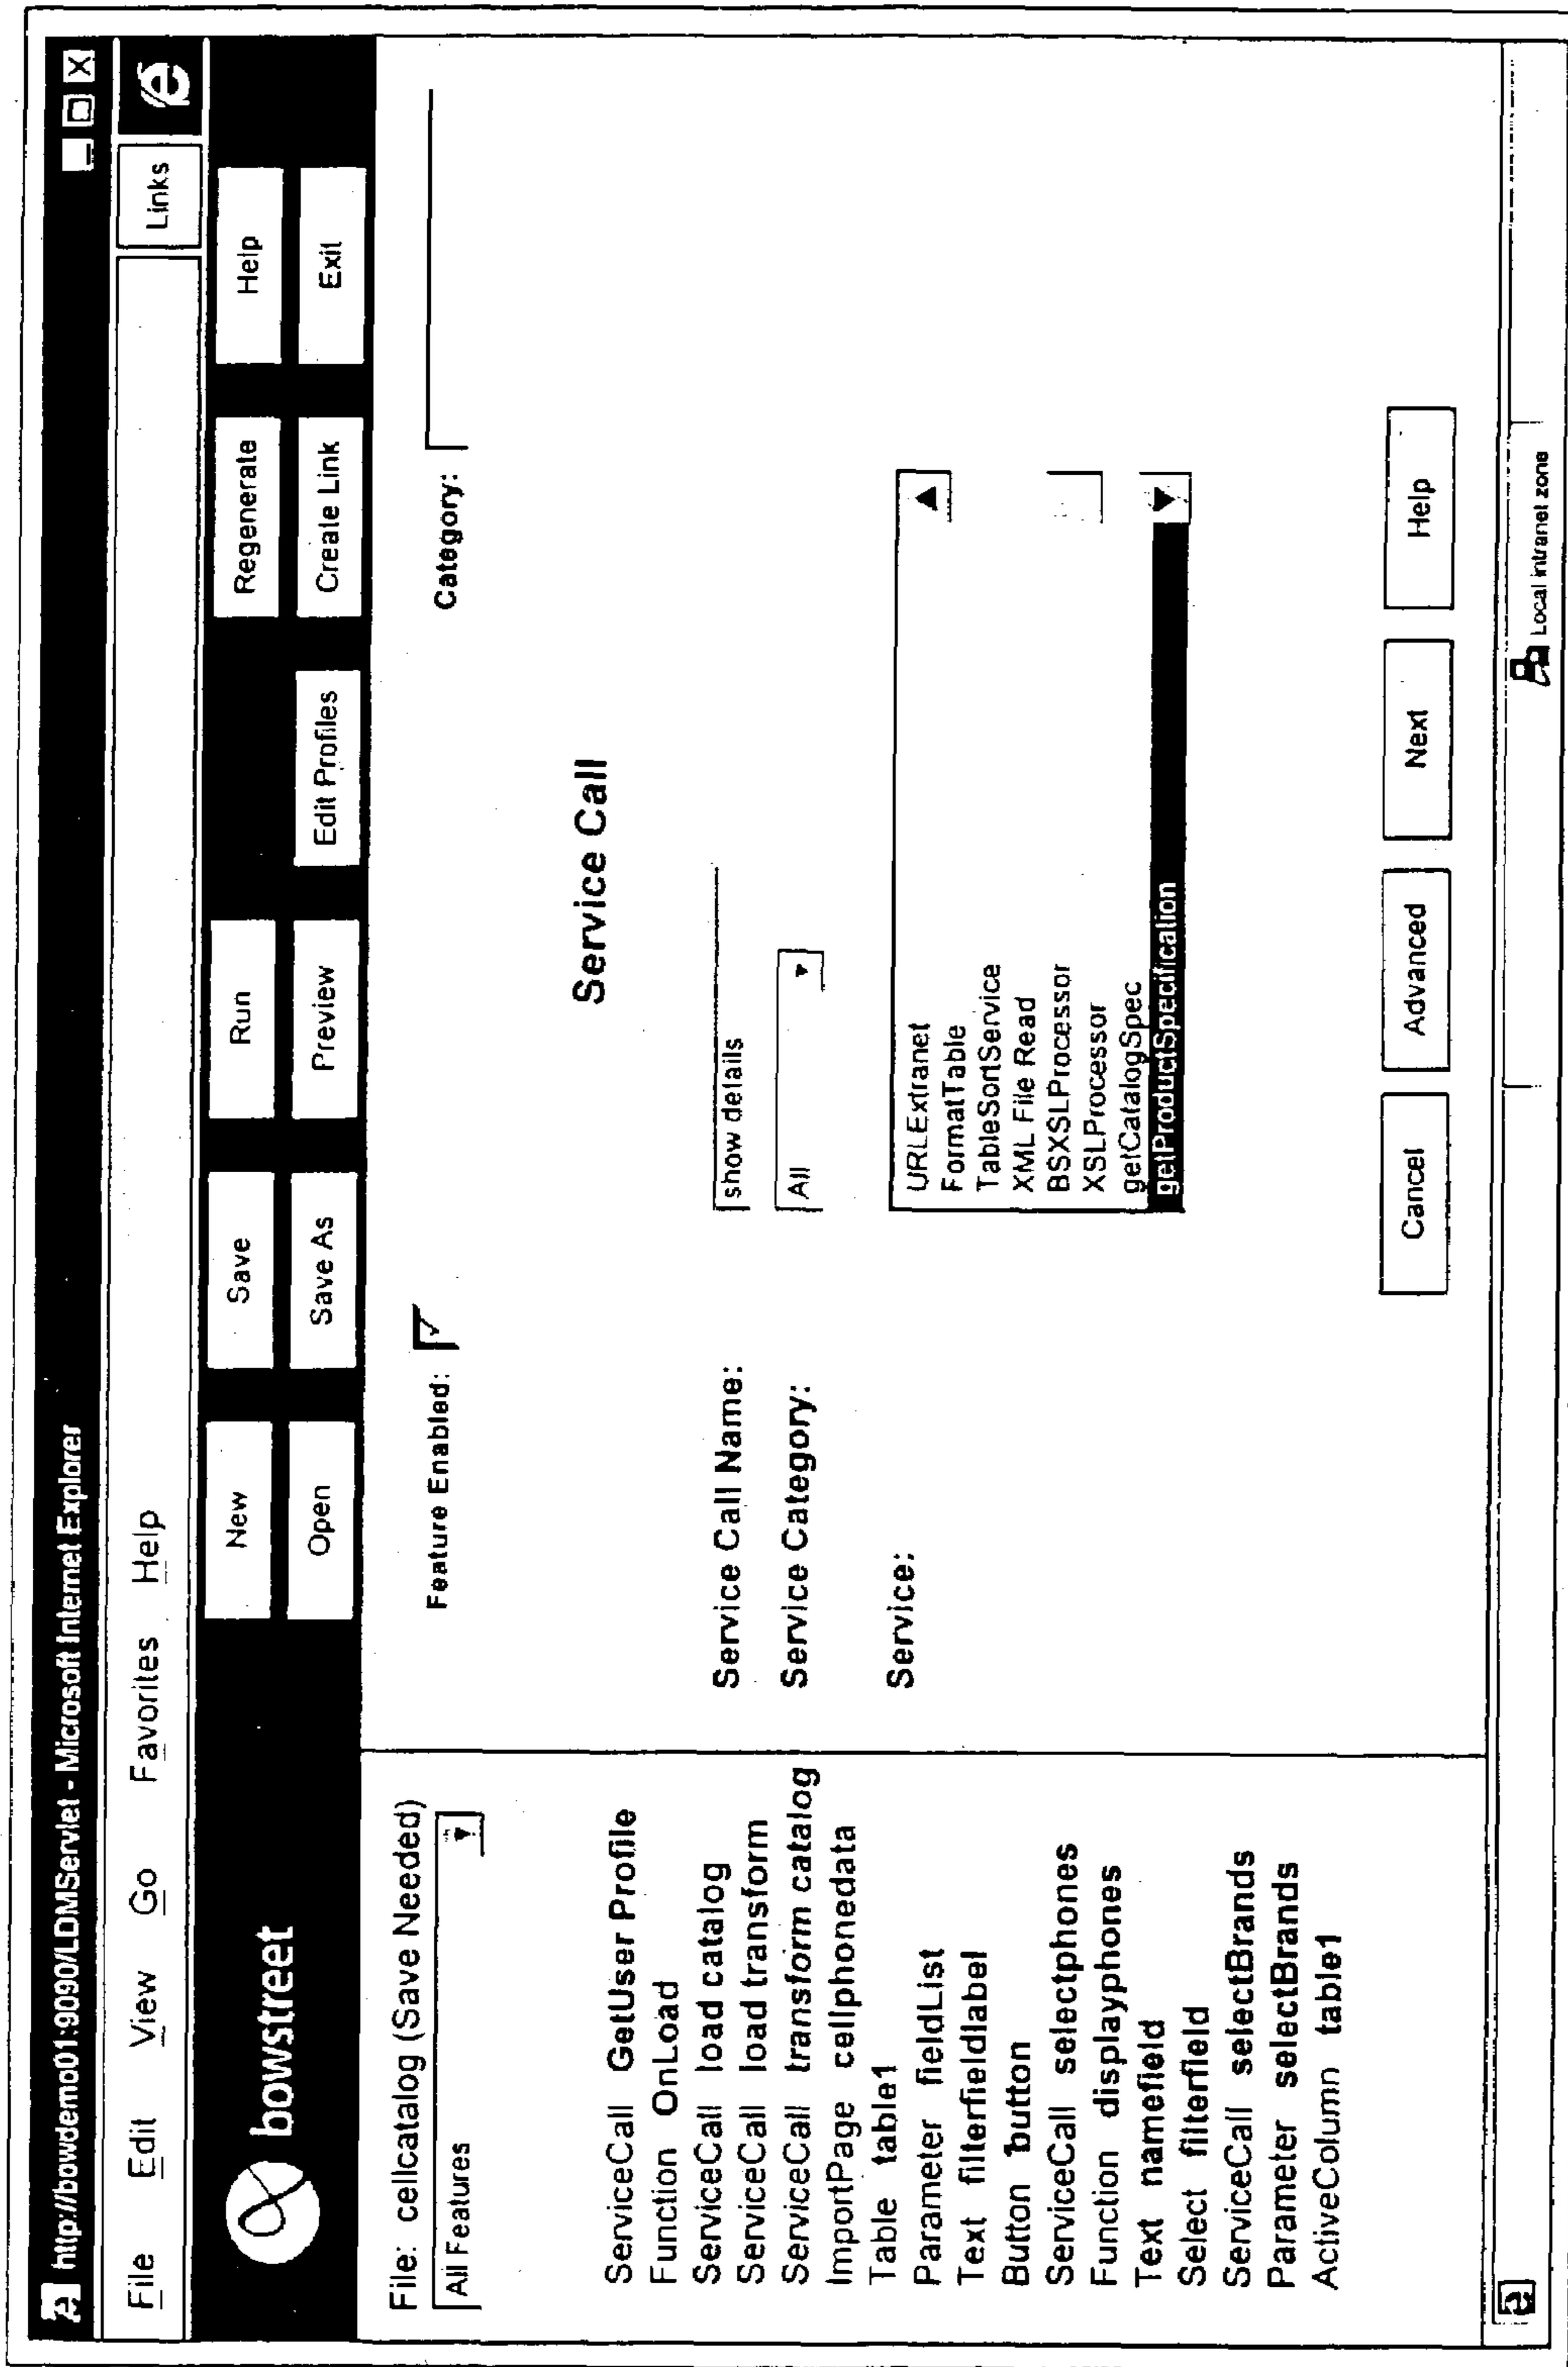 http://bowdemo01:9090/LDMServlet - Microsoft Internet Explorer
File Edit View Go Favorites Help
Links
bowstreet
New Save Run Regenerate Help
Open Save As Preview Edit Profiles Create Link Exit
File: cellcatalog (Save Needed)
All Features
ServiceCall GetUser Profile
Function OnLoad
ServiceCall load catalog
ServiceCall load transform
ServiceCall transform catalog
ImportPage cellphonedata
Table table1
Parameter fieldList
Text filterfieldlabel
Button button
ServiceCall selectphones
Function displayphones
Text namefield
Select filterfield
ServiceCall selectBrands
Parameter selectBrands
ActiveColumn table1
Feature Enabled: ✓
Category:
Service Call
Service Call Name: show details
Service Category: All
Service:
URLExtranet
FormatTable
TableSortService
XML File Read
BSXSLProcessor
XSLProcessor
getCatalogSpec
getProductSpecification
Cancel Advanced Next Help
Local intranet zone